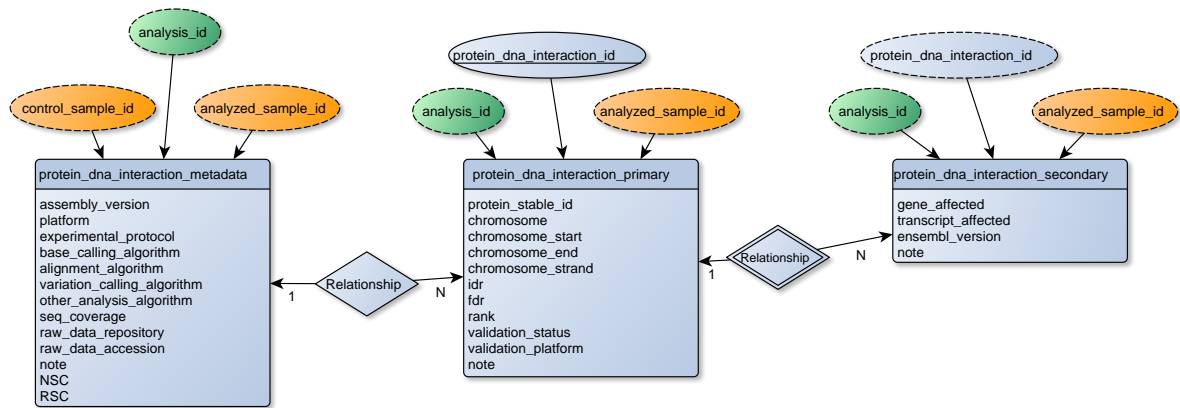 analysis_id
control_sample_id
analyzed_sample_id
protein_dna_interaction_metadata
assembly_version
platform
experimental_protocol
base_calling_algorithm
alignment_algorithm
variation_calling_algorithm
other_analysis_algorithm
seq_coverage
raw_data_repository
raw_data_accession
note
NSC
RSC
1
Relationship
N
protein_dna_interaction_id
analysis_id
analyzed_sample_id
protein_dna_interaction_primary
protein_stable_id
chromosome
chromosome_start
chromosome_end
chromosome_strand
idr
fdr
rank
validation_status
validation_platform
note
1
Relationship
N
protein_dna_interaction_id
analysis_id
analyzed_sample_id
protein_dna_interaction_secondary
gene_affected
transcript_affected
ensembl_version
note